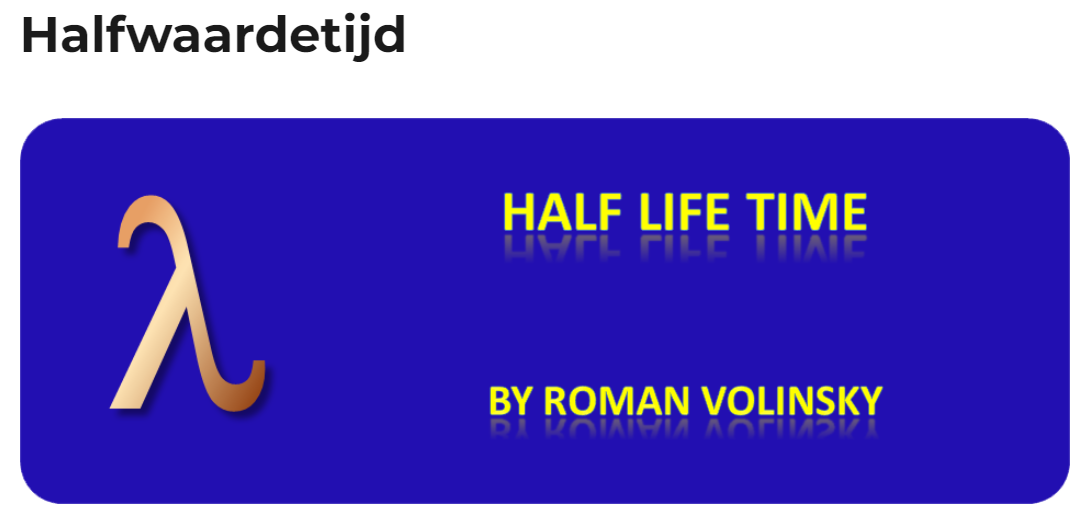 Halfwaardetijd
λ
HALF LIFE TIME
BY ROMAN VOLINSKY